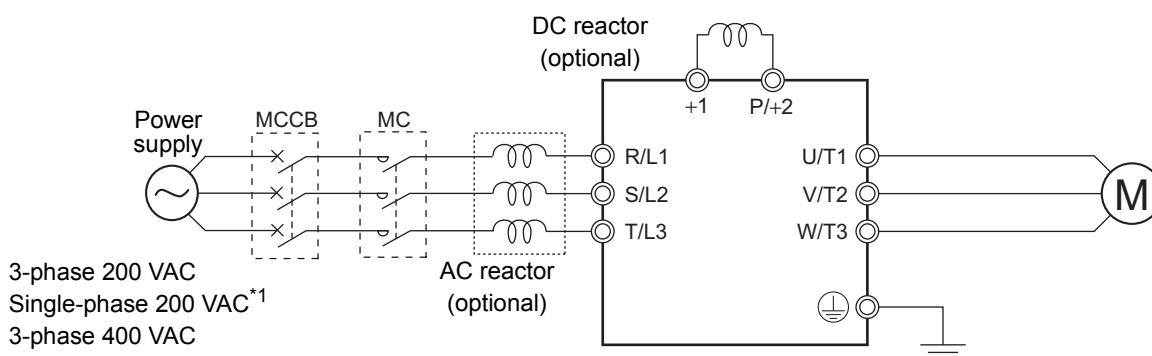 DC reactor
(optional)
+1
P/+2
Power
supply
MCCB
MC
R/L1
U/T1
S/L2
V/T2
M
T/L3
W/T3
3-phase 200 VAC
Single-phase 200 VAC*1
3-phase 400 VAC
AC reactor
(optional)